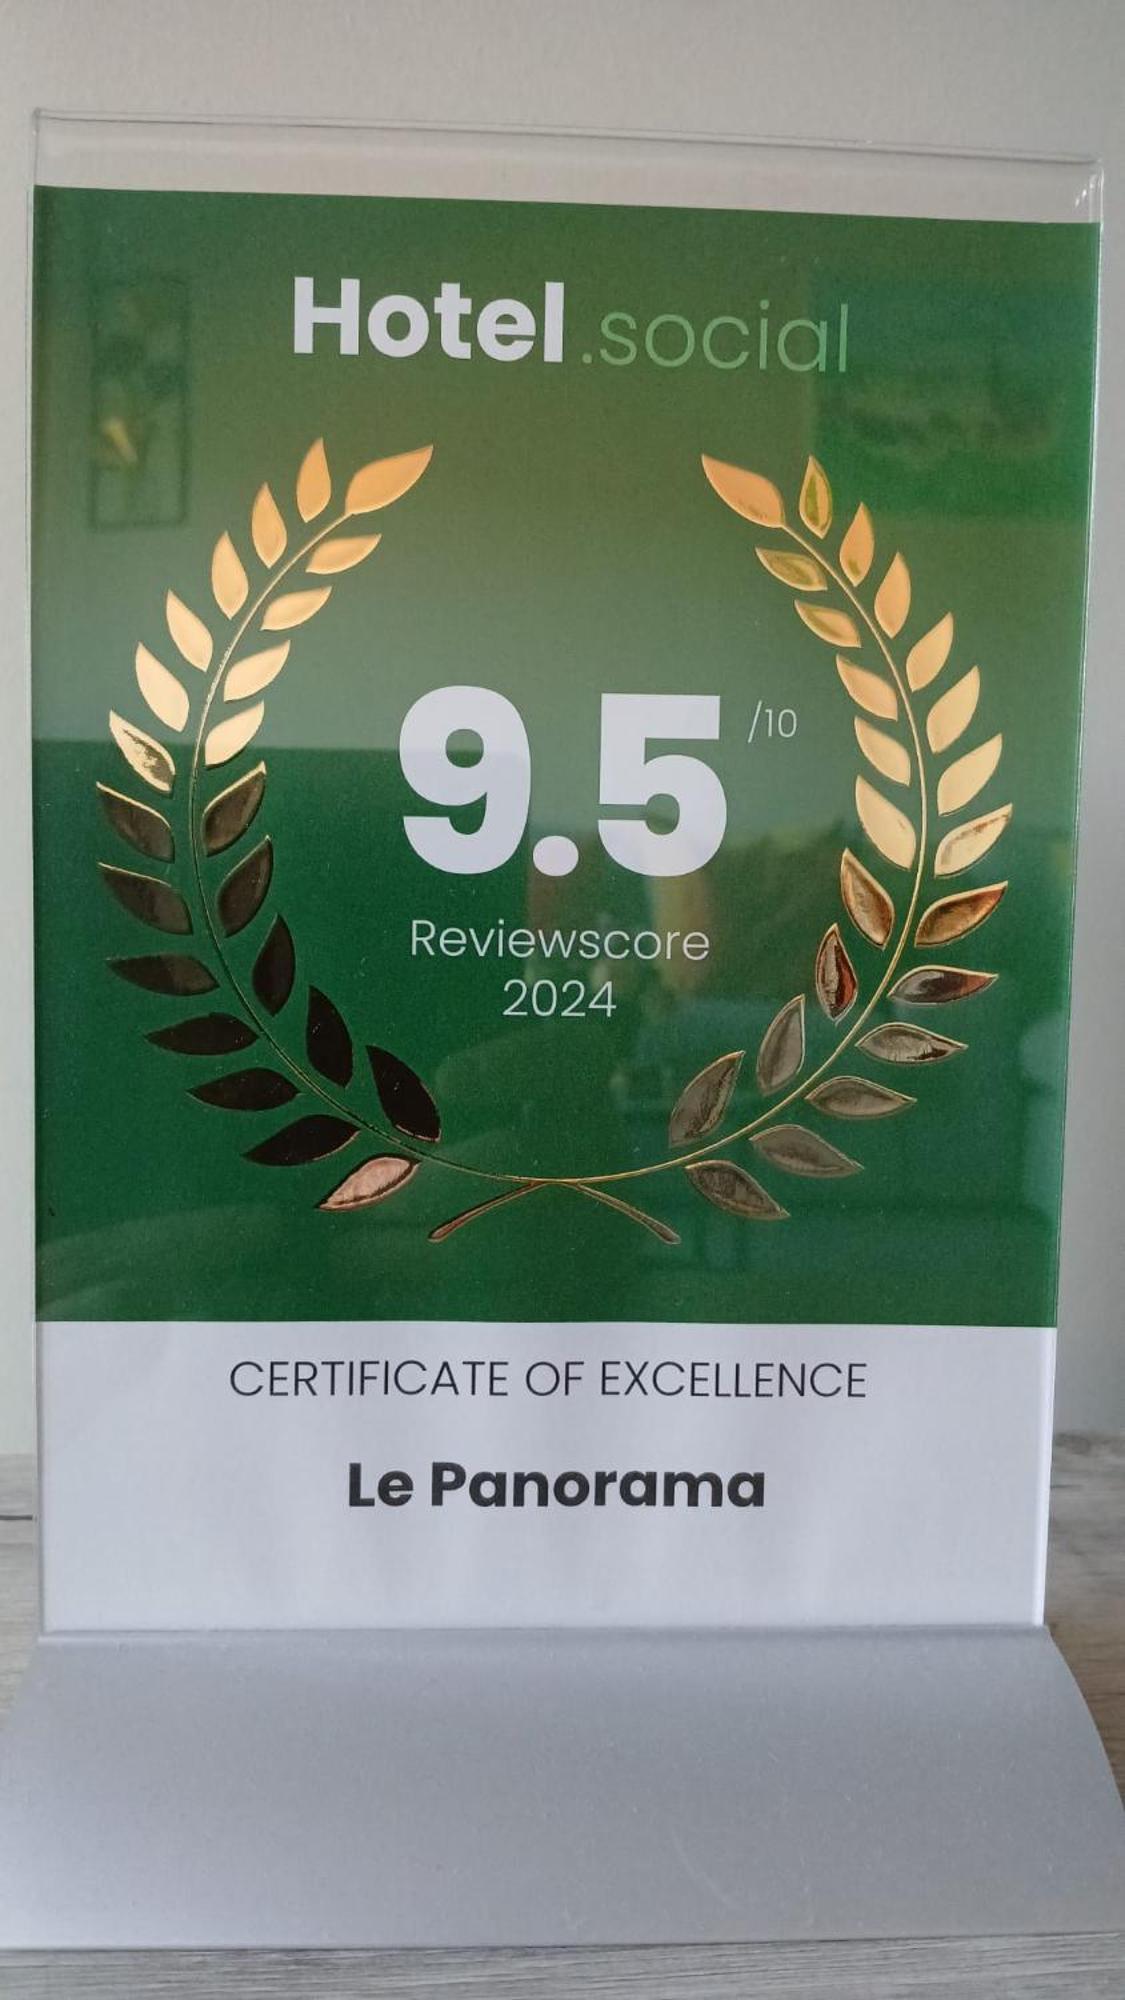 Hotel.social
9.5 /10
Reviewscore
2024
CERTIFICATE OF EXCELLENCE
Le Panorama